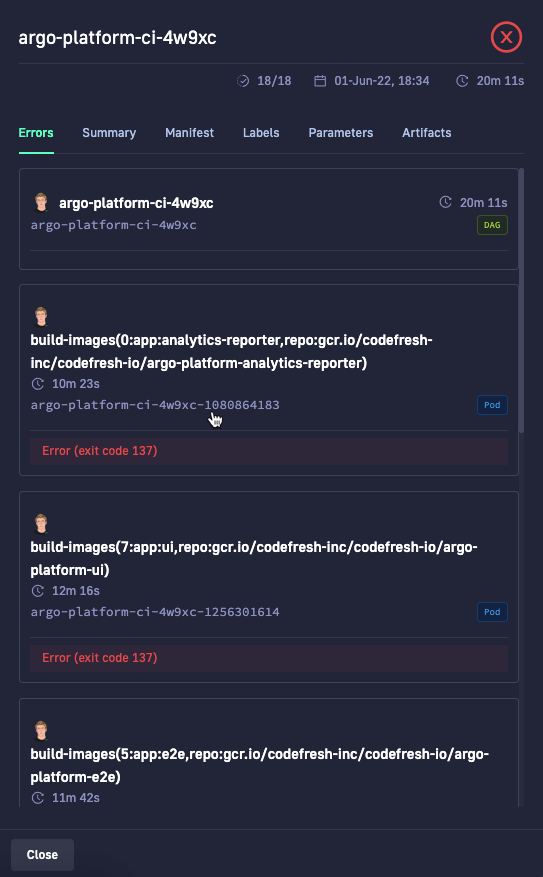 argo-platform-ci-4w9xc
18/18 01-Jun-22, 18:34 20m 11s
Errors Summary Manifest Labels Parameters Artifacts
argo-platform-ci-4w9xc 20m 11s
argo-platform-ci-4w9xc DAG
build-images(0:app:analytics-reporter,repo:gcr.io/codefresh-
inc/codefresh-io/argo-platform-analytics-reporter)
10m 23s
argo-platform-ci-4w9xc-1080864183 Pod
Error (exit code 137)
build-images(7:app:ui,repo:gcr.io/codefresh-inc/codefresh-io/argo-
platform-ui)
12m 16s
argo-platform-ci-4w9xc-1256301614 Pod
Error (exit code 137)
build-images(5:app:e2e,repo:gcr.io/codefresh-inc/codefresh-io/argo-
platform-e2e)
11m 42s
Close